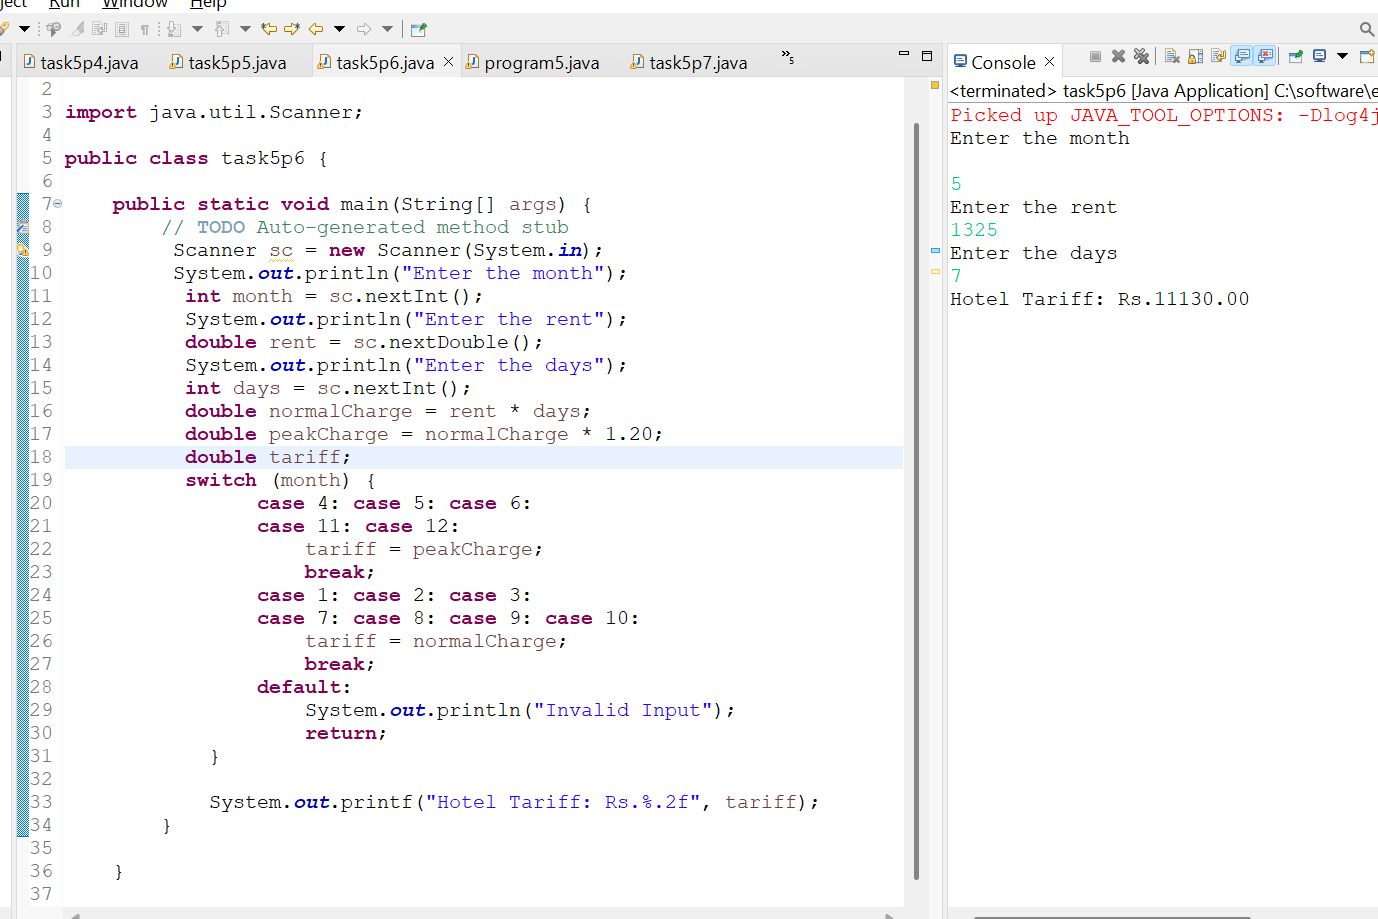 ject Run Window Help
task5p4.java task5p5.java task5p6.java program5.java task5p7.java »5
2
3 import java.util.Scanner;
4
5 public class task5p6 {
6
7 public static void main(String[] args) {
8 // TODO Auto-generated method stub
9 Scanner sc = new Scanner(System.in);
10 System.out.println("Enter the month");
11 int month = sc.nextInt();
12 System.out.println("Enter the rent");
13 double rent = sc.nextDouble();
14 System.out.println("Enter the days");
15 int days = sc.nextInt();
16 double normalCharge = rent * days;
17 double peakCharge = normalCharge * 1.20;
18 double tariff;
19 switch (month) {
20 case 4: case 5: case 6:
21 case 11: case 12:
22 tariff = peakCharge;
23 break;
24 case 1: case 2: case 3:
25 case 7: case 8: case 9: case 10:
26 tariff = normalCharge;
27 break;
28 default:
29 System.out.println("Invalid Input");
30 return;
31 }
32
33 System.out.printf("Hotel Tariff: Rs.%.2f", tariff);
34 }
35
36 }
37
Console
<terminated> task5p6 [Java Application] C:\software\e
Picked up JAVA_TOOL_OPTIONS: -Dlog4j
Enter the month
5
Enter the rent
1325
Enter the days
7
Hotel Tariff: Rs.11130.00